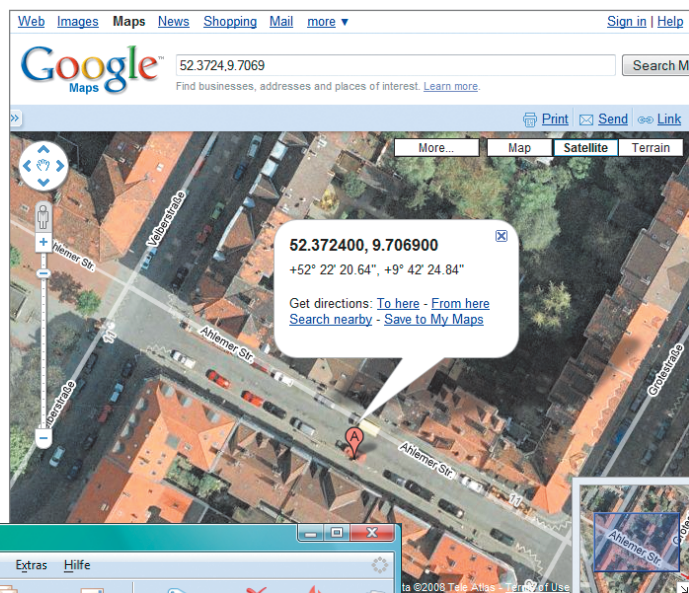 Web Images Maps News Shopping Mail more ▼ Sign in | Help
Google™
Maps
52.3724,9.7069
Search M
Find businesses, addresses and places of interest. Learn more.
» Print Send Link
More... Map Satellite Terrain
Velberstraße
Ahlemer Str.
52.372400, 9.706900
+52° 22' 20.64", +9° 42' 24.84"
Get directions: To here - From here
Search nearby - Save to My Maps
Ahlemer Str.
Grotestraße
A
Ahlemer Str.
Ahlemer Str.
Extras Hilfe
©2008 Tele Atlas - Terms of Use